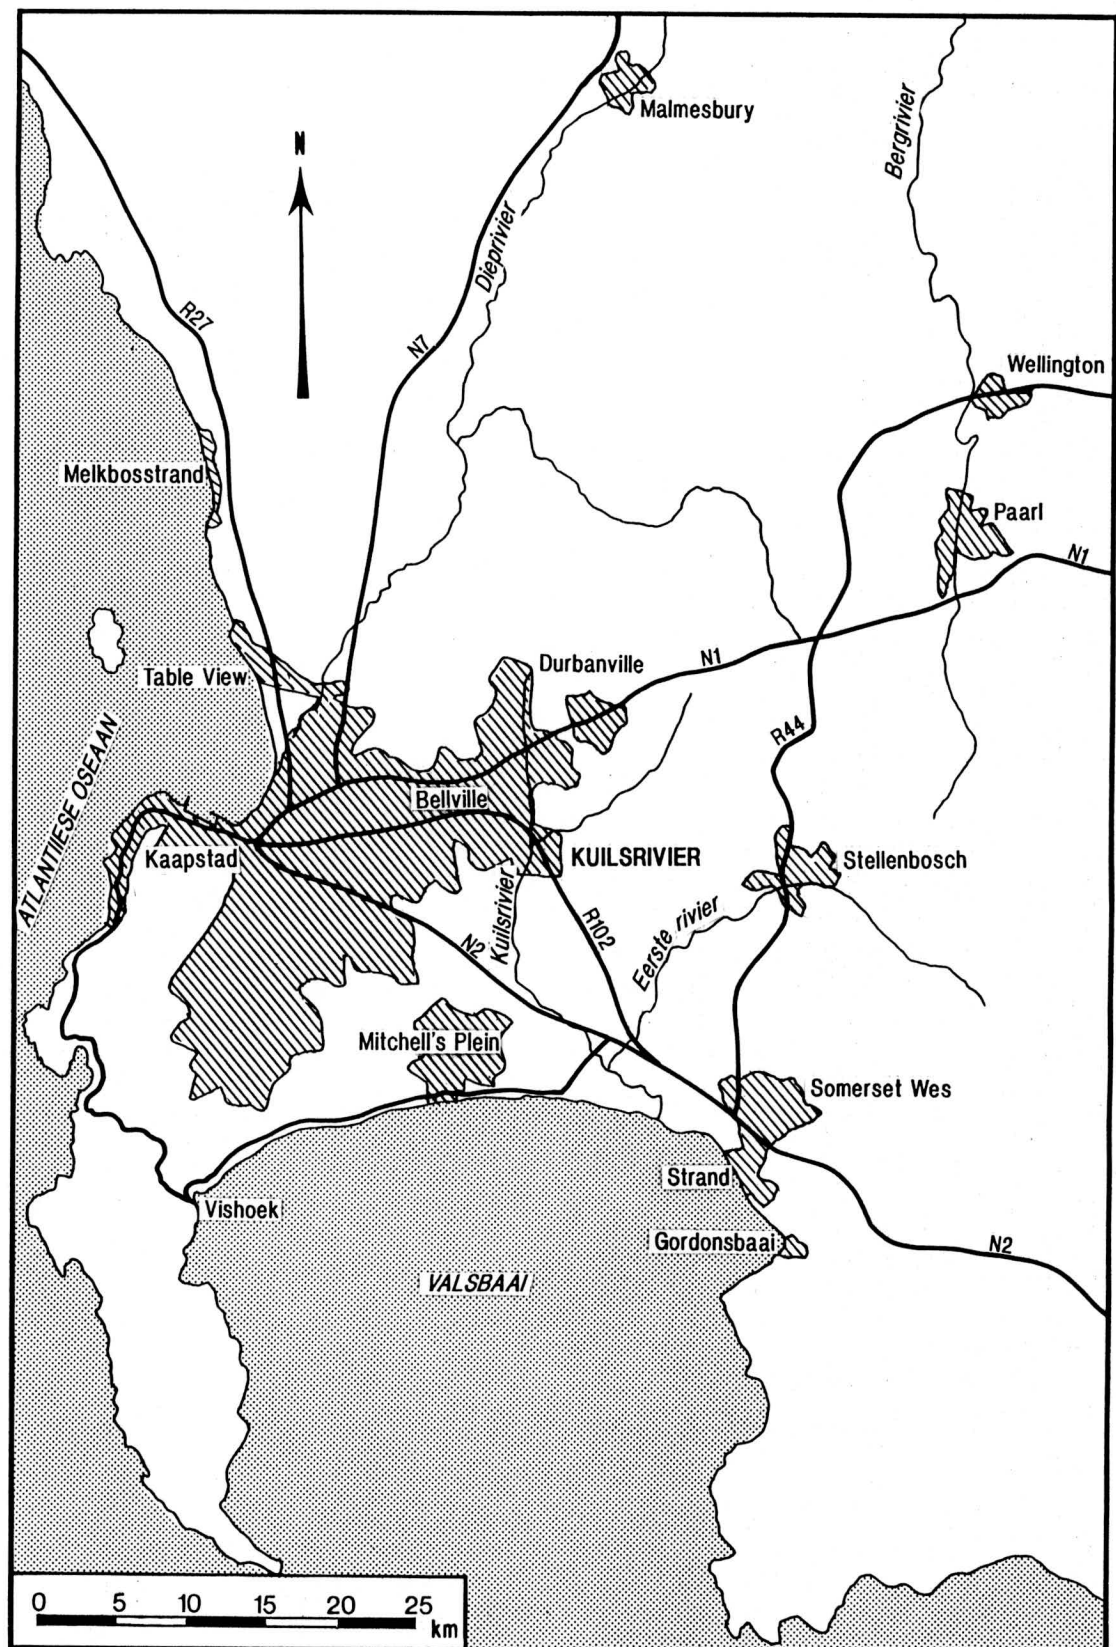 Malmesbury
N
Bergrivier
Dieprivier
R27
N7
Wellington
Melkbosstrand
Paarl
N1
Durbanville
N1
Table View
R44
ATLANTIESE OSEAAN
Bellville
Kaapstad
KUILSRIVIER
Stellenbosch
Kuilsrivier
R102
Eerste rivier
N2
Mitchell's Plein
Somerset Wes
Strand
Vishoek
Gordonsbaai
N2
VALSBAAI
0 5 10 15 20 25
km